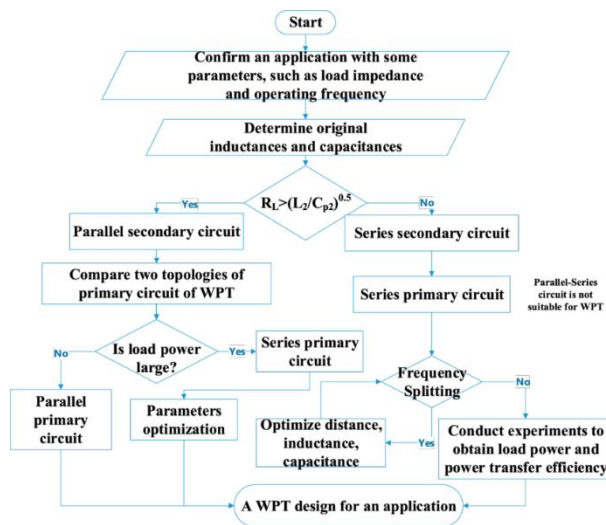 Start
Confirm an application with some
parameters, such as load impedance
and operating frequency
Determine original
inductances and capacitances
R_L>(L_2/C_p2)^0.5
Yes
No
Parallel secondary circuit
Series secondary circuit
Compare two topologies of
primary circuit of WPT
Series primary circuit
Parallel-Series
circuit is not
suitable for WPT
Is load power
large?
No
Yes
Series primary
circuit
Frequency
Splitting
No
Yes
Parallel
primary
circuit
Parameters
optimization
Optimize distance,
inductance,
capacitance
Conduct experiments to
obtain load power and
power transfer efficiency
A WPT design for an application